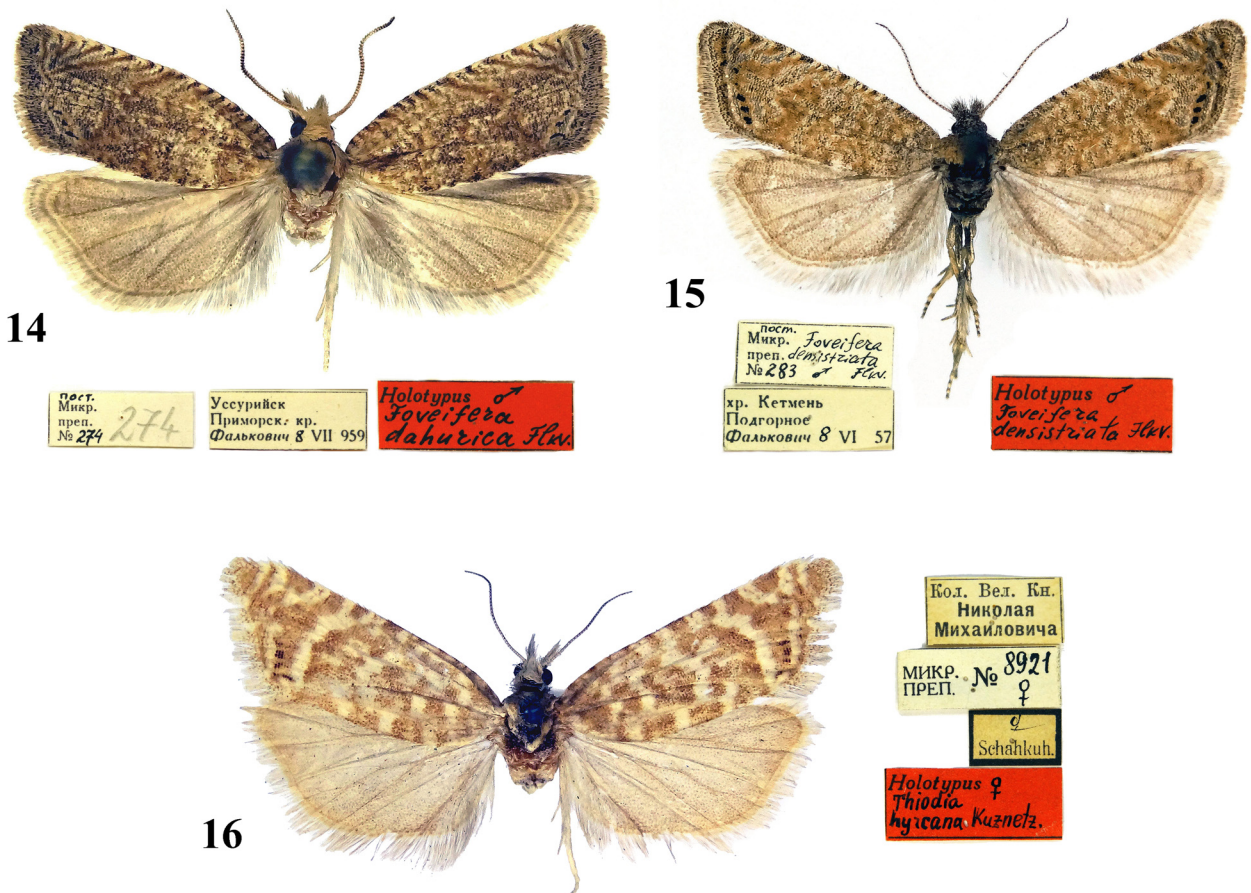 14
15
пост.
Микр.
преп.
№ 274
274
Уссурийск
Приморск. кр.
Фалькович 8 VII 959
Holotypus ♂
Foveifera
dahurica Flkv.
пост.
Микр. Foveifera
преп. densistriata
№ 283 ♂ Flkv.
хр. Кетмень
Подгорное
Фалькович 8 VI 57
Holotypus ♂
Foveifera
densistriata Flkv.
16
Кол. Вел. Кн.
Николая
Михаиловича
МИКР. № 8921
ПРЕП. ♀
Schahkuh.
Holotypus ♀
Thiodia
hyrcana Kuznetz.